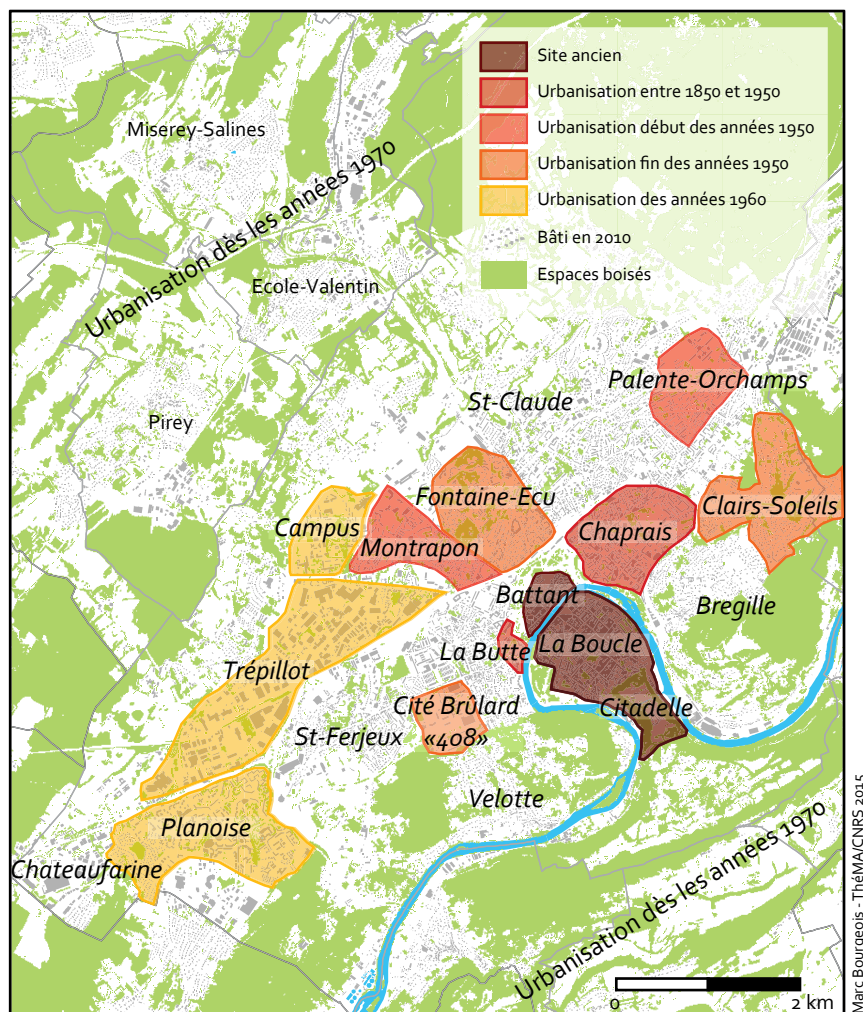 Site ancien
Urbanisation entre 1850 et 1950
Urbanisation début des années 1950
Urbanisation fin des années 1950
Urbanisation des années 1960
Bâti en 2010
Espaces boisés
Miserey-Salines
Urbanisation dès les années 1970
Ecole-Valentin
Pirey
St-Claude
Palente-Orchamps
Campus
Montrapon
Fontaine-Ecu
Chaprais
Clairs-Soleils
Battant
Bregille
La Butte
La Boucle
Trépillot
Citadelle
Cité Brûlard
«408»
St-Ferjeux
Velotte
Planoise
Chateaufarine
Urbanisation dès les années 1970
0
2 km
Marc Bourgeois - ThéMA/CNRS 2015